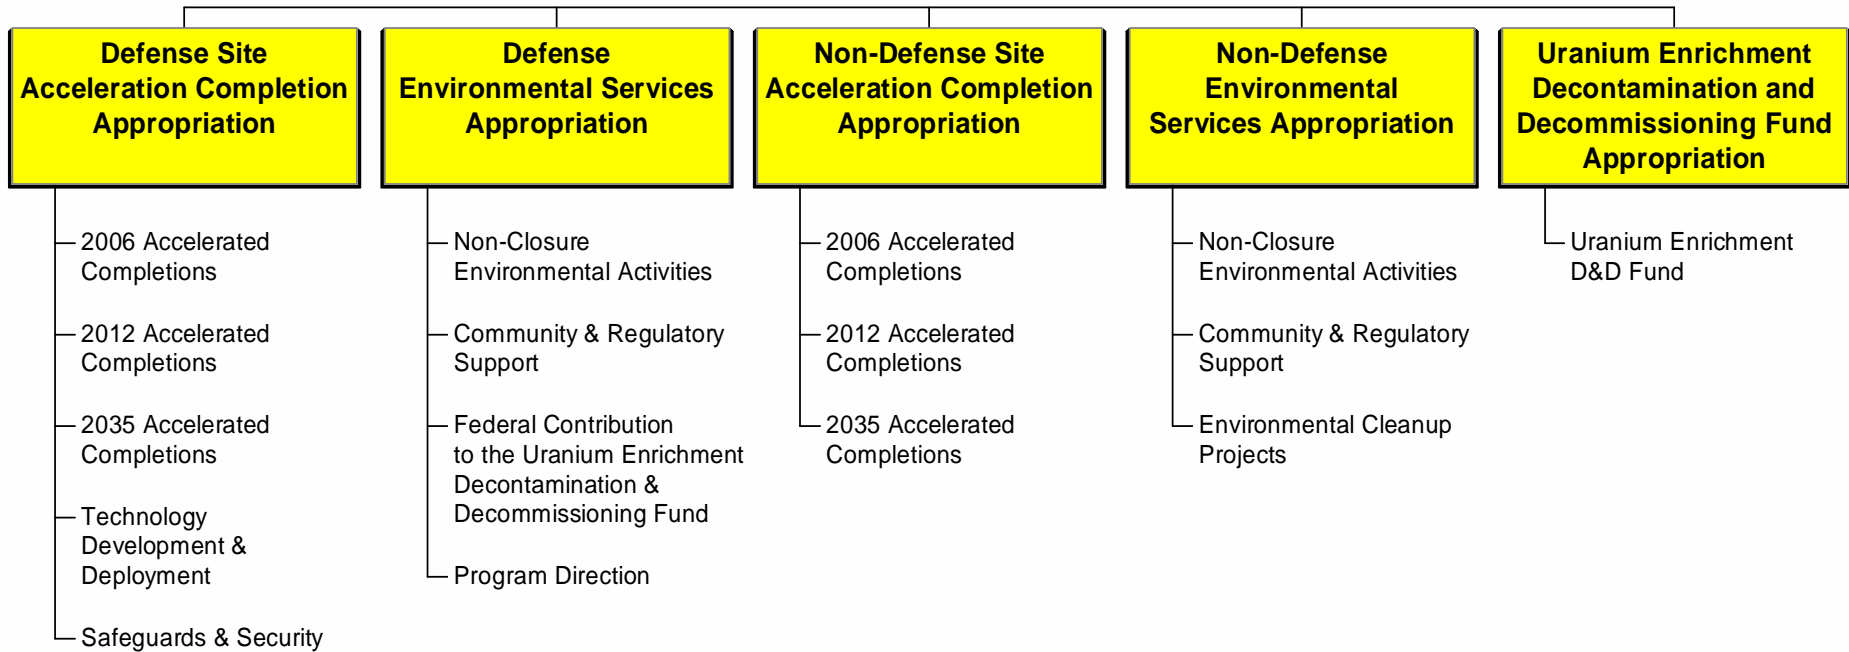 Defense Site
Acceleration Completion
Appropriation
Defense
Environmental Services
Appropriation
Non-Defense Site
Acceleration Completion
Appropriation
Non-Defense
Environmental
Services Appropriation
Uranium Enrichment
Decontamination and
Decommissioning Fund
Appropriation
2006 Accelerated
Completions
2012 Accelerated
Completions
2035 Accelerated
Completions
Technology
Development &
Deployment
Safeguards & Security
Non-Closure
Environmental Activities
Community & Regulatory
Support
Federal Contribution
to the Uranium Enrichment
Decontamination &
Decommissioning Fund
Program Direction
2006 Accelerated
Completions
2012 Accelerated
Completions
2035 Accelerated
Completions
Non-Closure
Environmental Activities
Community & Regulatory
Support
Environmental Cleanup
Projects
Uranium Enrichment
D&D Fund